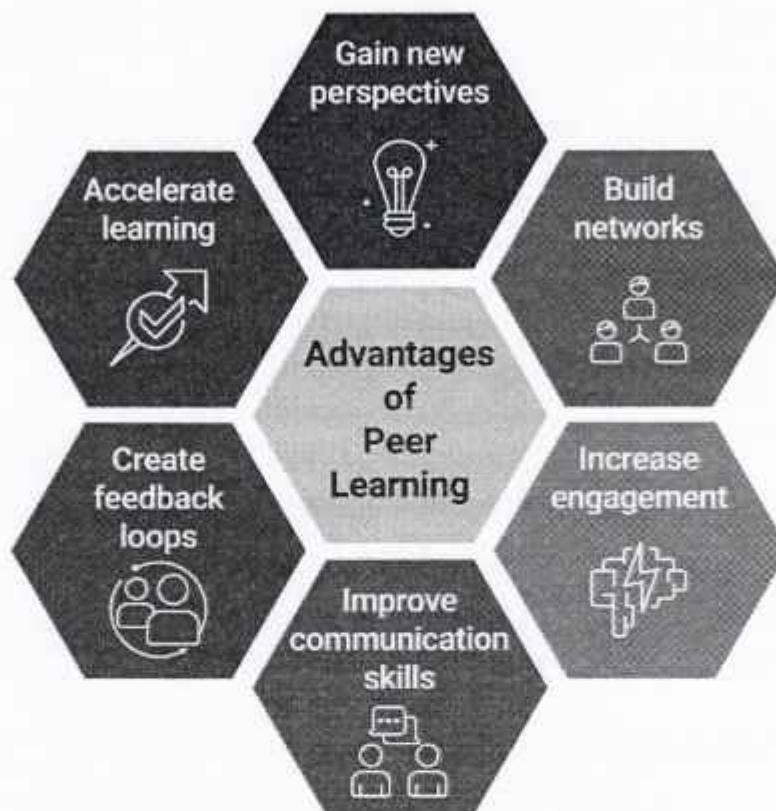 Gain new
perspectives
Accelerate
learning
Build
networks
Advantages
of
Peer
Learning
Create
feedback
loops
Increase
engagement
Improve
communication
skills